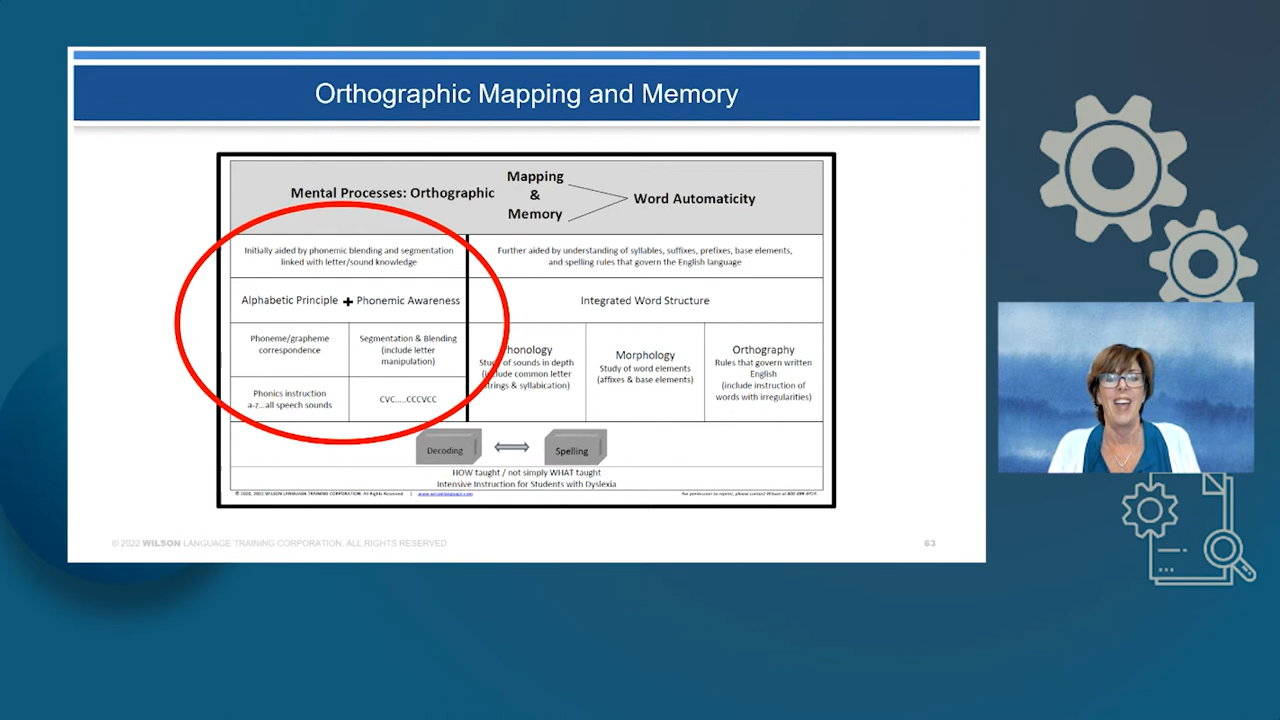 Orthographic Mapping and Memory
Mental Processes: Orthographic
Mapping
&
Memory
Word Automaticity
Initially aided by phonemic blending and segmentation
linked with letter/sound knowledge
Further aided by understanding of syllables, suffixes, prefixes, base elements,
and spelling rules that govern the English language
Alphabetic Principle + Phonemic Awareness
Integrated Word Structure
Phoneme/grapheme
correspondence
Segmentation & Blending
(include letter
manipulation)
Phonology
Study of sounds in depth
(include common letter
strings & syllabication)
Morphology
Study of word elements
(affixes & base elements)
Orthography
Rules that govern written
English
(include instruction of
words with irregularities)
Phonics instruction
a-z...all speech sounds
CVC.....CCCVCC
Decoding
Spelling
HOW taught / not simply WHAT taught
Intensive Instruction for Students with Dyslexia
WILSON LANGUAGE TRAINING CORPORATION. All Rights Reserved. | www.wilsonlanguage.com
For permission to reprint, please contact Wilson at
© 2022 WILSON LANGUAGE TRAINING CORPORATION. ALL RIGHTS RESERVED.
63